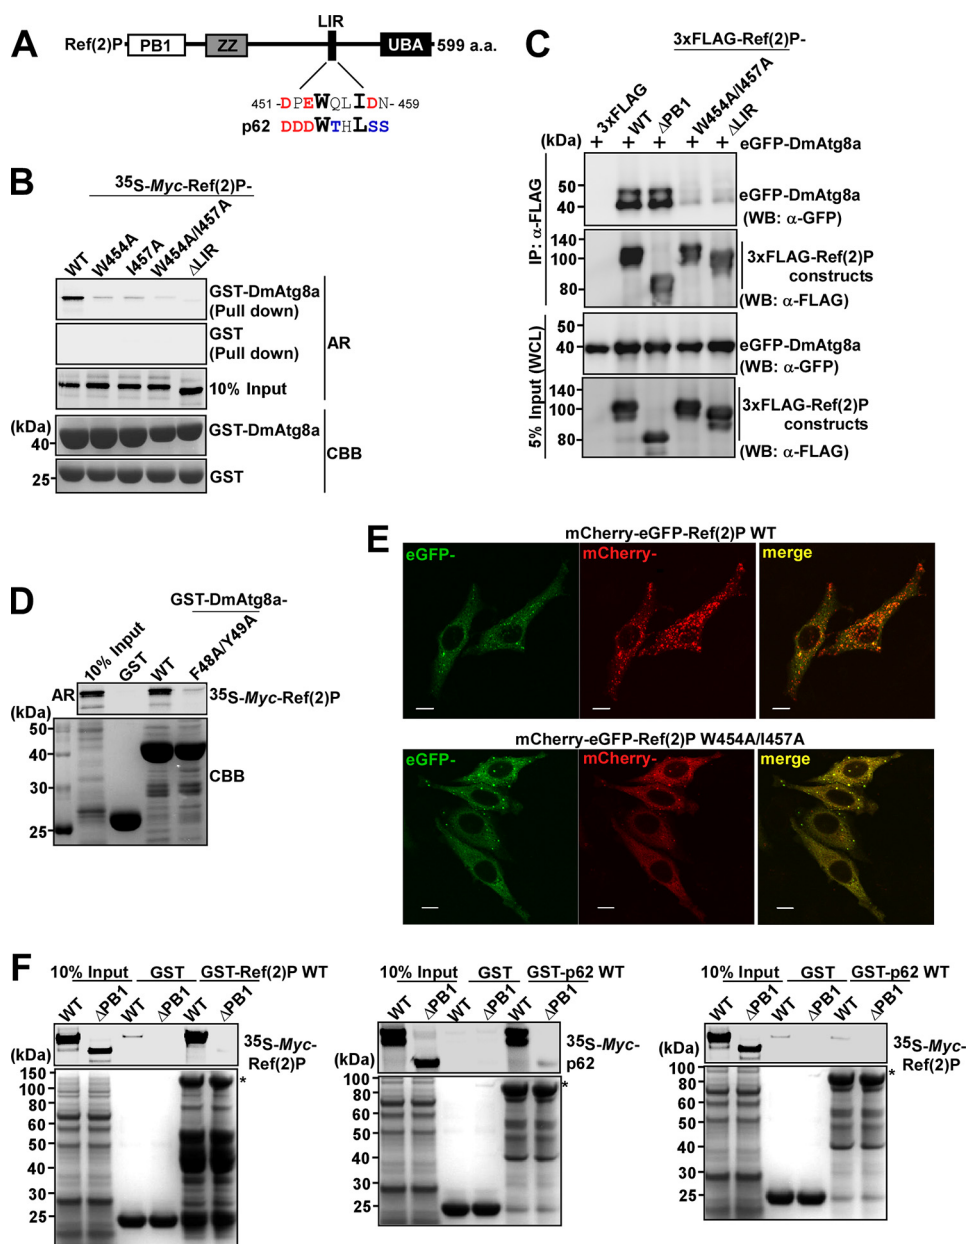 A
Ref(2)P PB1 ZZ LIR UBA 599 a.a.
451 -DPEWQLIDN- 459
p62 DDDWTHLSS
B
35S-Myc-Ref(2)P-
WT W454A I457A W454A/I457A ΔLIR
GST-DmAtg8a
(Pull down)
GST
(Pull down)
10% Input
AR
(kDa)
40
GST-DmAtg8a
25
GST
CBB
C
3xFLAG-Ref(2)P-
3xFLAG WT ΔPB1 W454A/I457A ΔLIR
(kDa) + + + + + eGFP-DmAtg8a
IP: α-FLAG
50
40
eGFP-DmAtg8a
(WB: α-GFP)
140
100
80
3xFLAG-Ref(2)P
constructs
(WB: α-FLAG)
5% Input (WCL)
50
40
eGFP-DmAtg8a
(WB: α-GFP)
140
100
80
3xFLAG-Ref(2)P
constructs
(WB: α-FLAG)
D
GST-DmAtg8a-
10% Input GST WT F48A/Y49A
AR
35S-Myc-Ref(2)P
(kDa)
50
40
30
25
CBB
E
mCherry-eGFP-Ref(2)P WT
eGFP- mCherry- merge
mCherry-eGFP-Ref(2)P W454A/I457A
eGFP- mCherry- merge
F
10% Input GST GST-Ref(2)P WT
WT ΔPB1 WT ΔPB1 WT ΔPB1
35S-Myc-
Ref(2)P
(kDa)
150
100
80
60
50
40
30
25
*
10% Input GST GST-p62 WT
WT ΔPB1 WT ΔPB1 WT ΔPB1
35S-Myc-
p62
(kDa)
100
80
60
50
40
30
25
*
10% Input GST GST-p62 WT
WT ΔPB1 WT ΔPB1 WT ΔPB1
35S-Myc-
Ref(2)P
(kDa)
100
80
60
50
40
30
25
*